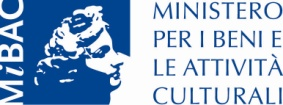 MiBAC
MINISTERO
PER I BENI E
LE ATTIVITÀ
CULTURALI